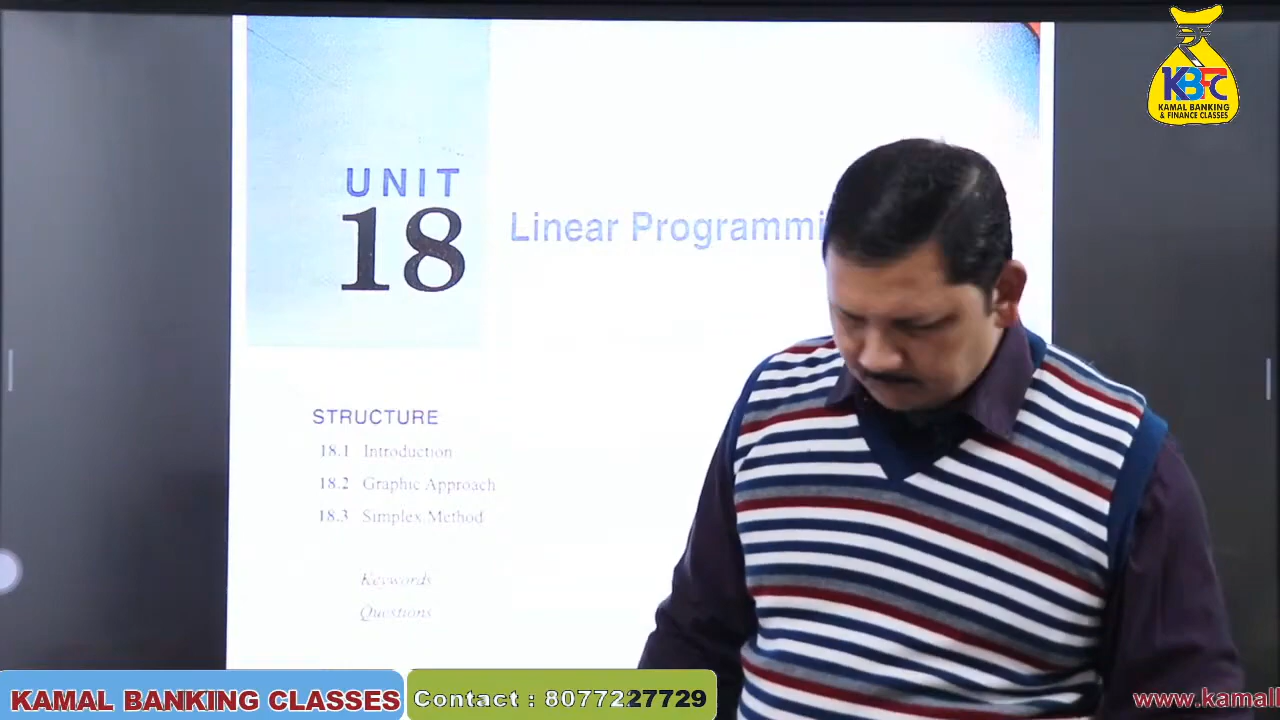 KBFC
KAMAL BANKING
& FINANCE CLASSES
UNIT
18
Linear Programmi
STRUCTURE
18.1 Introduction
18.2 Graphic Approach
18.3 Simplex Method
Keywords
Questions
KAMAL BANKING CLASSES
Contact : 8077227729
www.kamal